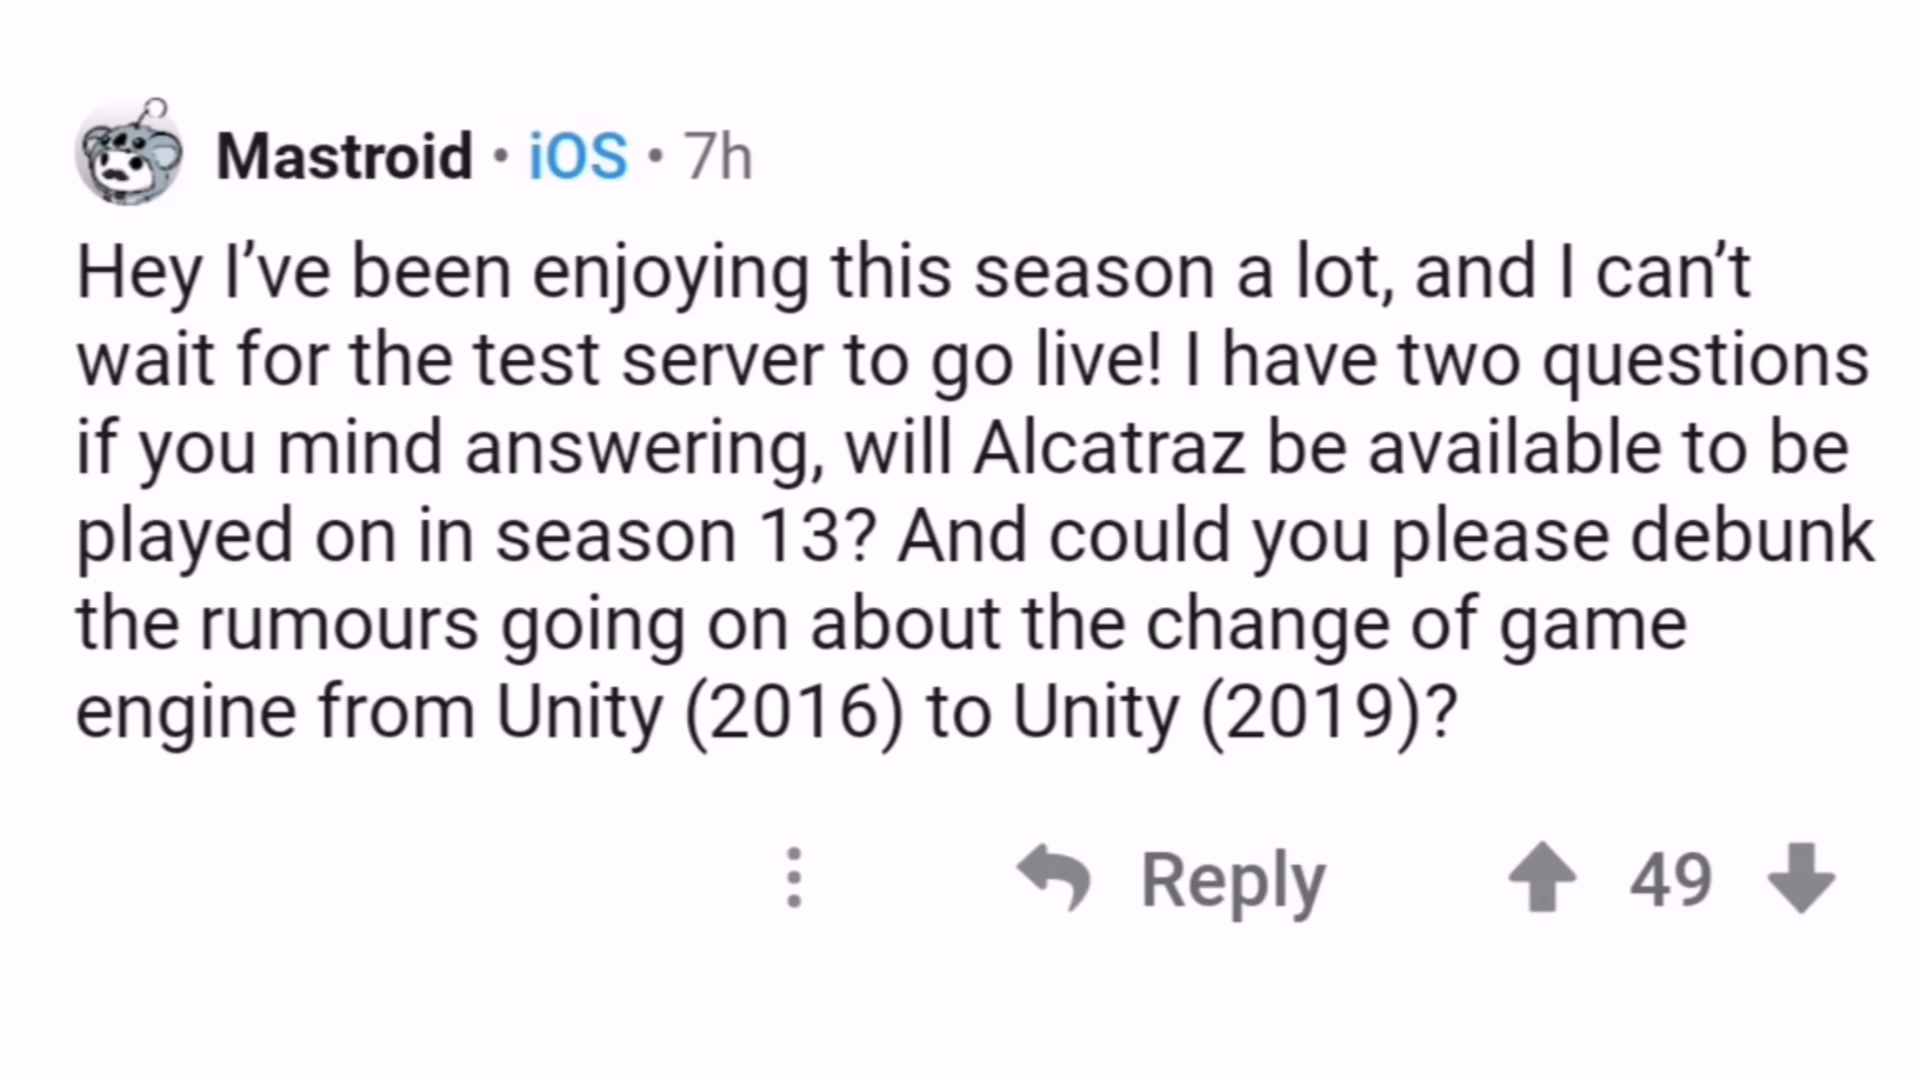 Mastroid • iOS • 7h
Hey I’ve been enjoying this season a lot, and I can’t
wait for the test server to go live! I have two questions
if you mind answering, will Alcatraz be available to be
played on in season 13? And could you please debunk
the rumours going on about the change of game
engine from Unity (2016) to Unity (2019)?
Reply 49